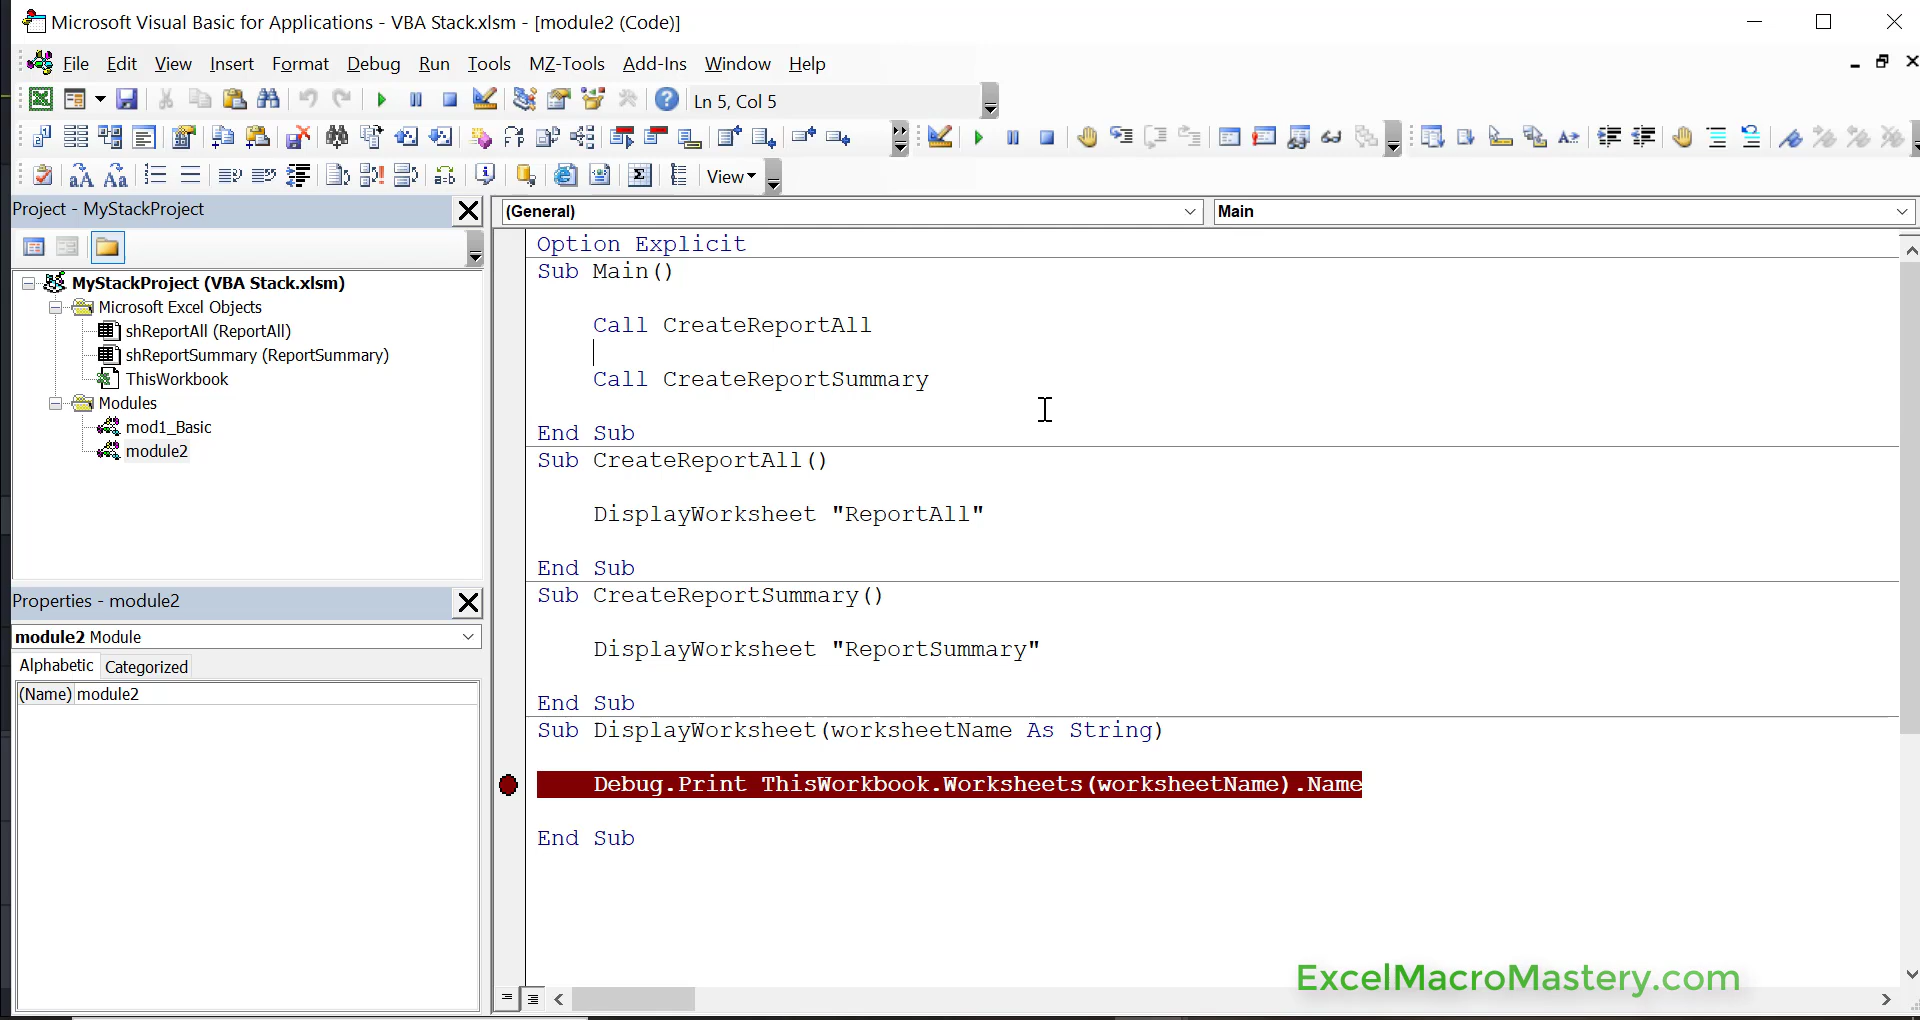 Microsoft Visual Basic for Applications - VBA Stack.xlsm - [module2 (Code)]
File Edit View Insert Format Debug Run Tools MZ-Tools Add-Ins Window Help
Ln 5, Col 5
View
Project - MyStackProject
MyStackProject (VBA Stack.xlsm)
Microsoft Excel Objects
shReportAll (ReportAll)
shReportSummary (ReportSummary)
ThisWorkbook
Modules
mod1_Basic
module2
Properties - module2
module2 Module
Alphabetic Categorized
(Name) module2
(General) Main
Option Explicit
Sub Main()
Call CreateReportAll
Call CreateReportSummary
End Sub
Sub CreateReportAll()
DisplayWorksheet "ReportAll"
End Sub
Sub CreateReportSummary()
DisplayWorksheet "ReportSummary"
End Sub
Sub DisplayWorksheet(worksheetName As String)
Debug.Print ThisWorkbook.Worksheets(worksheetName).Name
End Sub
ExcelMacroMastery.com